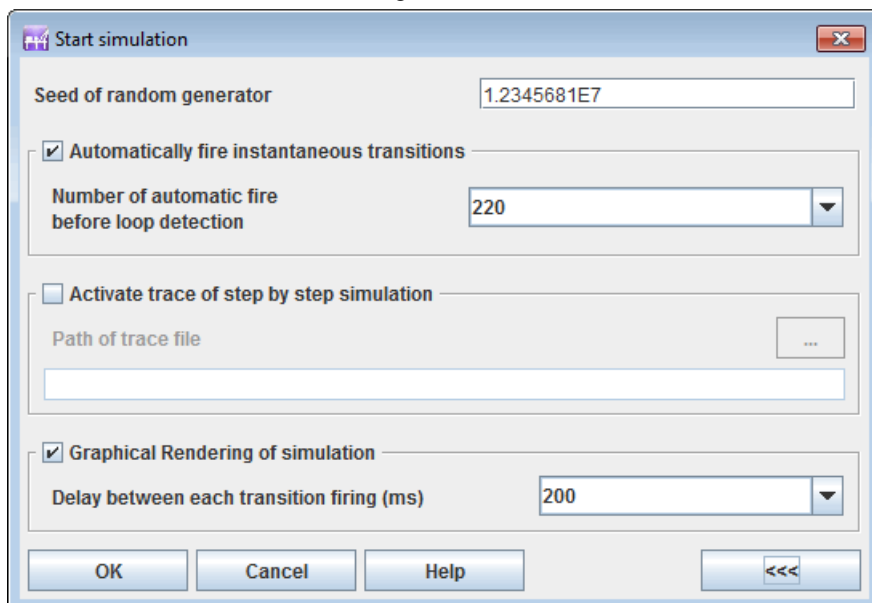 Start simulation
Seed of random generator 1.2345681E7
Automatically fire instantaneous transitions
Number of automatic fire
before loop detection 220
Activate trace of step by step simulation
Path of trace file ...
Graphical Rendering of simulation
Delay between each transition firing (ms) 200
OK Cancel Help <<<